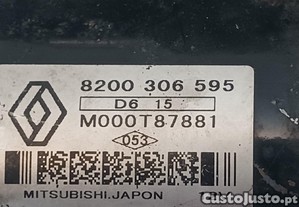 8200 306 595
D6 15
M000T87881
053
MITSUBISHI.JAPON
CustoJusto.pt